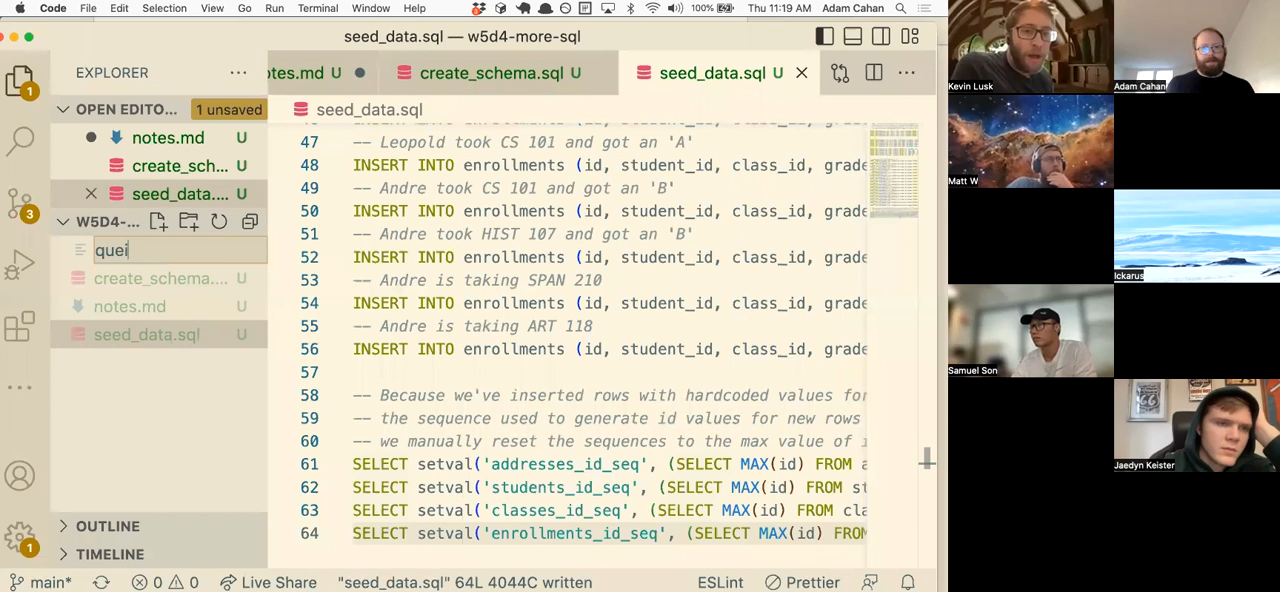 Code File Edit Selection View Go Run Terminal Window Help 100% Thu 11:19 AM Adam Cahan
seed_data.sql — w5d4-more-sql
EXPLORER
otes.md U
create_schema.sql U
seed_data.sql U
OPEN EDITO... 1 unsaved
seed_data.sql
notes.md U
create_sch... U
seed_data.... U
W5D4-...
quei
create_schema.... U
notes.md U
seed_data.sql U
OUTLINE
TIMELINE
1
3
1
47 -- Leopold took CS 101 and got an 'A'
48 INSERT INTO enrollments (id, student_id, class_id, grade
49 -- Andre took CS 101 and got an 'B'
50 INSERT INTO enrollments (id, student_id, class_id, grade
51 -- Andre took HIST 107 and got an 'B'
52 INSERT INTO enrollments (id, student_id, class_id, grade
53 -- Andre is taking SPAN 210
54 INSERT INTO enrollments (id, student_id, class_id, grade
55 -- Andre is taking ART 118
56 INSERT INTO enrollments (id, student_id, class_id, grade
57
58 -- Because we've inserted rows with hardcoded values for
59 -- the sequence used to generate id values for new rows
60 -- we manually reset the sequences to the max value of i
61 SELECT setval('addresses_id_seq', (SELECT MAX(id) FROM a
62 SELECT setval('students_id_seq', (SELECT MAX(id) FROM st
63 SELECT setval('classes_id_seq', (SELECT MAX(id) FROM cla
64 SELECT setval('enrollments_id_seq', (SELECT MAX(id) FROM
main* 0 0 Live Share "seed_data.sql" 64L 4044C written ESLint Prettier
Kevin Lusk
Adam Cahan
Matt W
Ickarus
Samuel Son
Jaedyn Keister